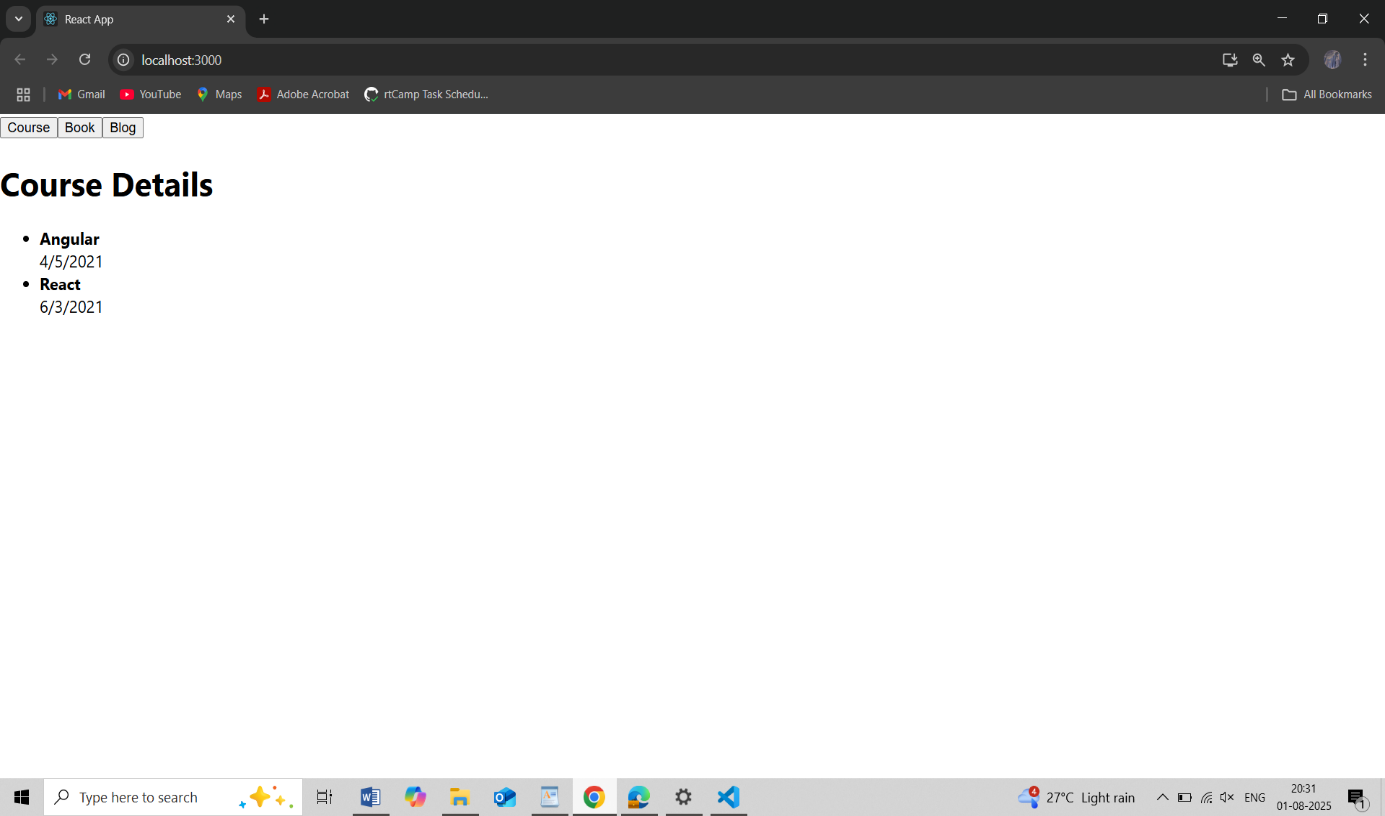 React App
localhost:3000
Gmail YouTube Maps Adobe Acrobat rtCamp Task Schedu... All Bookmarks
Course Book Blog
Course Details
Angular
4/5/2021
React
6/3/2021
Type here to search 4 27°C Light rain ENG 20:31
01-08-2025 1